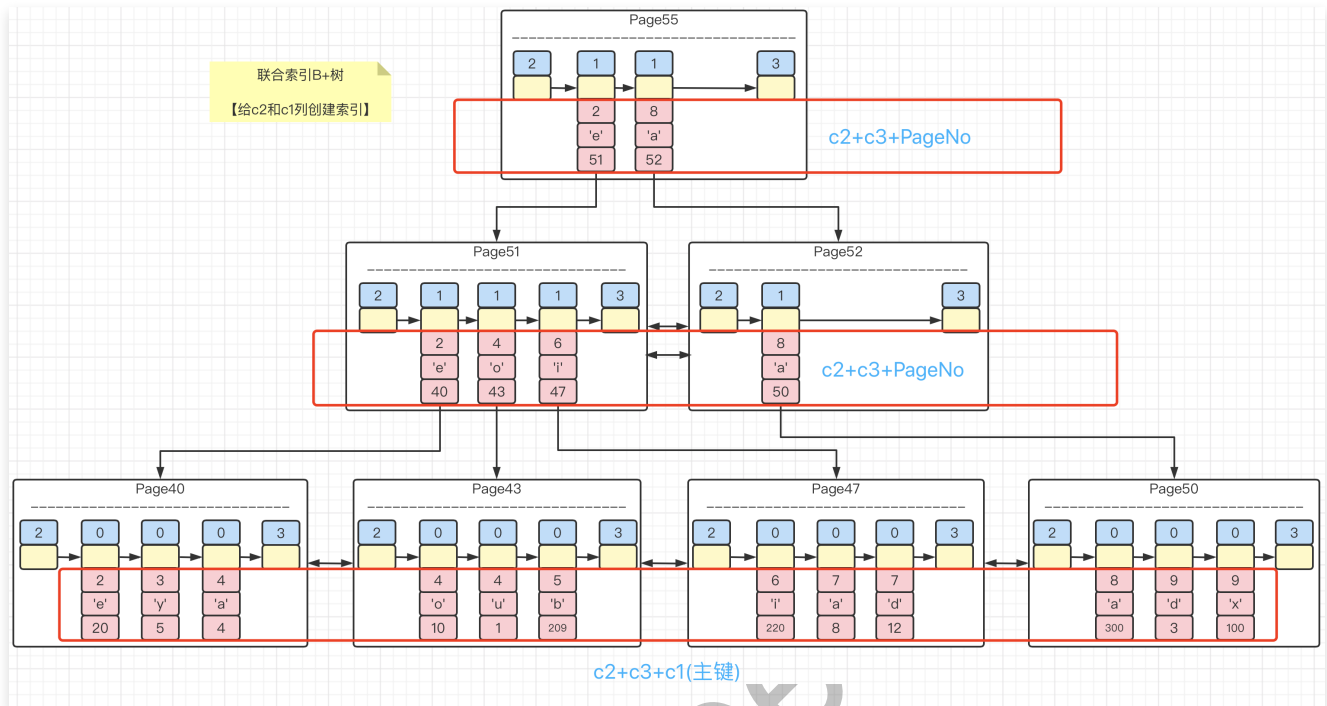 Page55
联合索引B+树
【给c2和c1列创建索引】
2 1 1 3
2 8
'e' 'a'
51 52
c2+c3+PageNo
Page51 Page52
2 1 1 1 3 2 1 3
2 4 6 8
'e' 'o' 'i' 'a'
40 43 47 50
c2+c3+PageNo
Page40 Page43 Page47 Page50
2 0 0 0 3 2 0 0 0 3 2 0 0 0 3 2 0 0 0 3
2 3 4 4 4 5 6 7 7 8 9 9
'e' 'y' 'a' 'o' 'u' 'b' 'i' 'a' 'd' 'a' 'd' 'x'
20 5 4 10 1 209 220 8 12 300 3 100
c2+c3+c1(主键)